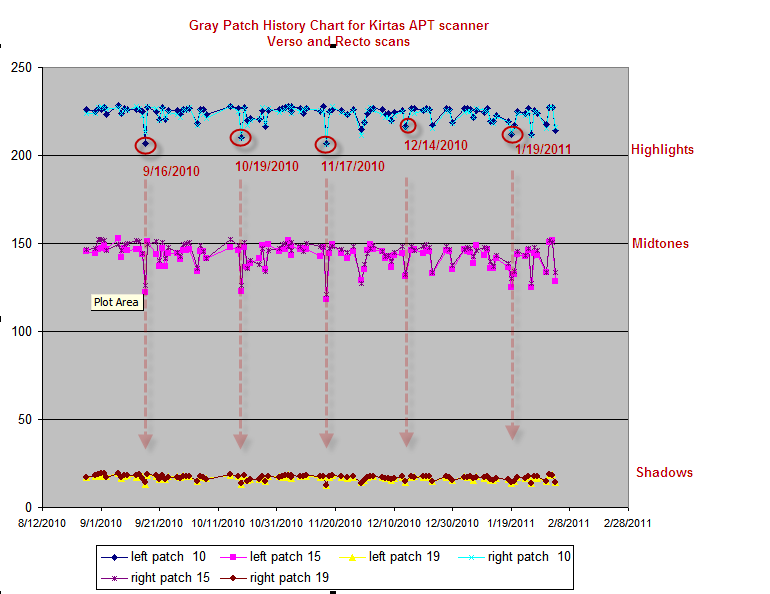 Gray Patch History Chart for Kirtas APT scanner
Verso and Recto scans
250
200
150
100
50
0
Highlights
Midtones
Shadows
9/16/2010
10/19/2010
11/17/2010
12/14/2010
1/19/2011
Plot Area
8/12/2010 9/1/2010 9/21/2010 10/11/2010 10/31/2010 11/20/2010 12/10/2010 12/30/2010 1/19/2011 2/8/2011 2/28/2011
left patch 10 left patch 15 left patch 19 right patch 10
right patch 15 right patch 19